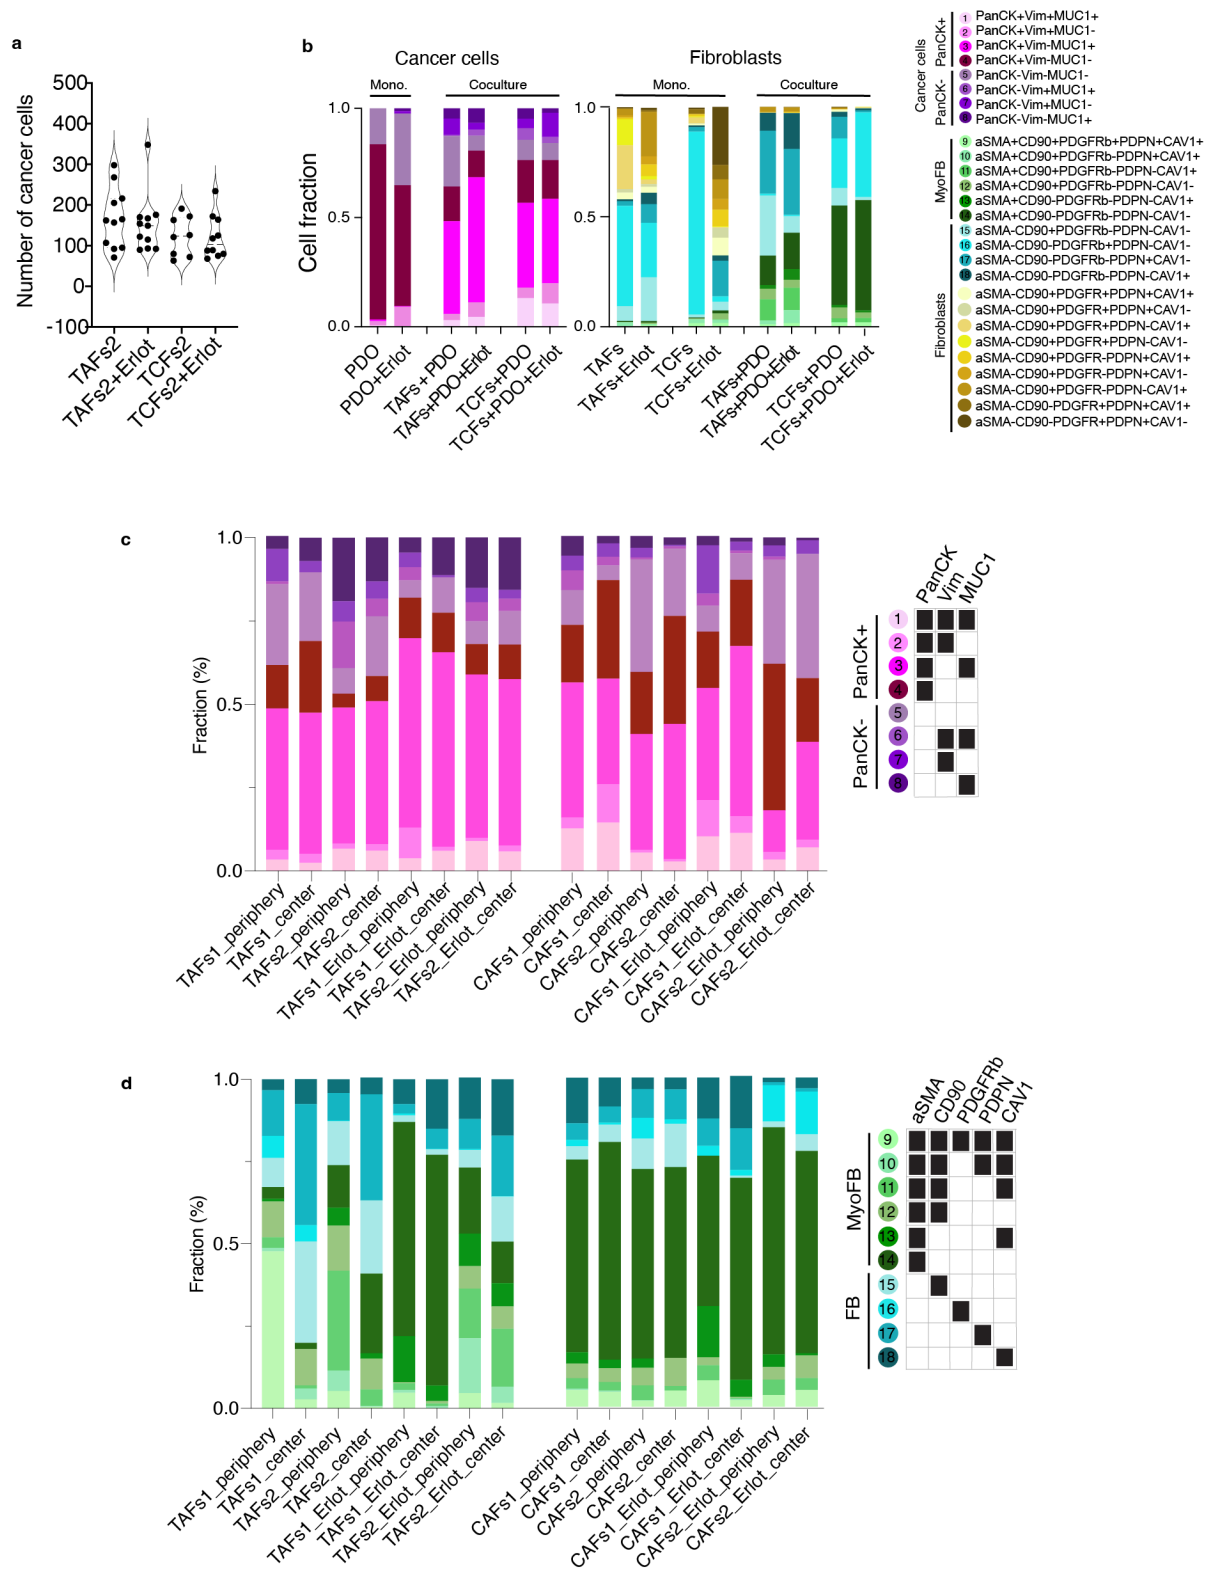 a
Number of cancer cells
500
400
300
200
100
0
-100
TAFs2
TAFs2+Erlot
TCFs2
TCFs2+Erlot
b
Cancer cells
Mono.
Coculture
Fibroblasts
Mono.
Coculture
Cell fraction
1.0
0.5
0.0
PDO
PDO+Erlot
TAFs+PDO
TAFs+PDO+Erlot
TCFs+PDO
TCFs+PDO+Erlot
1.0
0.5
0.0
TAFs
TAFs+Erlot
TCFs
TCFs+Erlot
TAFs+PDO
TAFs+PDO+Erlot
TCFs+PDO
TCFs+PDO+Erlot
Cancer cells
PanCK+
PanCK-
1 PanCK+Vim+MUC1+
2 PanCK+Vim+MUC1-
3 PanCK+Vim-MUC1+
4 PanCK+Vim-MUC1-
5 PanCK-Vim-MUC1-
6 PanCK-Vim+MUC1+
7 PanCK-Vim+MUC1-
8 PanCK-Vim-MUC1+
MyoFB
9 aSMA+CD90+PDGFRb+PDPN+CAV1+
10 aSMA+CD90+PDGFRb-PDPN+CAV1+
11 aSMA+CD90+PDGFRb-PDPN-CAV1+
12 aSMA+CD90+PDGFRb-PDPN-CAV1-
13 aSMA+CD90-PDGFRb-PDPN-CAV1+
14 aSMA+CD90-PDGFRb-PDPN-CAV1-
Fibroblasts
15 aSMA-CD90+PDGFRb-PDPN-CAV1-
16 aSMA-CD90-PDGFRb+PDPN-CAV1-
17 aSMA-CD90-PDGFRb-PDPN+CAV1-
18 aSMA-CD90-PDGFRb-PDPN-CAV1+
aSMA-CD90+PDGFR+PDPN+CAV1+
aSMA-CD90+PDGFR+PDPN+CAV1-
aSMA-CD90+PDGFR+PDPN-CAV1+
aSMA-CD90+PDGFR+PDPN-CAV1-
aSMA-CD90+PDGFR-PDPN+CAV1+
aSMA-CD90+PDGFR-PDPN+CAV1-
aSMA-CD90+PDGFR-PDPN-CAV1+
aSMA-CD90-PDGFR+PDPN+CAV1+
aSMA-CD90-PDGFR+PDPN+CAV1-
c
Fraction (%)
1.0
0.5
0.0
TAFs1_periphery
TAFs1_center
TAFs2_periphery
TAFs2_center
TAFs1_Erlot_periphery
TAFs1_Erlot_center
TAFs2_Erlot_periphery
TAFs2_Erlot_center
CAFs1_periphery
CAFs1_center
CAFs2_periphery
CAFs2_center
CAFs1_Erlot_periphery
CAFs1_Erlot_center
CAFs2_Erlot_periphery
CAFs2_Erlot_center
PanCK
Vim
MUC1
PanCK+
PanCK-
1
2
3
4
5
6
7
8
d
Fraction (%)
1.0
0.5
0.0
TAFs1_periphery
TAFs1_center
TAFs2_periphery
TAFs2_center
TAFs1_Erlot_periphery
TAFs1_Erlot_center
TAFs2_Erlot_periphery
TAFs2_Erlot_center
CAFs1_periphery
CAFs1_center
CAFs2_periphery
CAFs2_center
CAFs1_Erlot_periphery
CAFs1_Erlot_center
CAFs2_Erlot_periphery
CAFs2_Erlot_center
aSMA
CD90
PDGFRb
PDPN
CAV1
MyoFB
FB
9
10
11
12
13
14
15
16
17
18